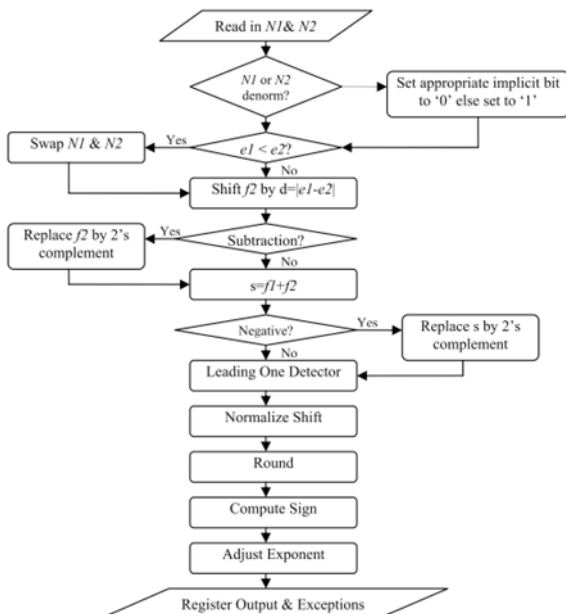 Read in N1& N2
N1 or N2
denorm?
Set appropriate implicit bit
to ‘0’ else set to ‘1’
Swap N1 & N2
Yes
e1 < e2?
No
Shift f2 by d=|e1-e2|
Replace f2 by 2’s
complement
Yes
Subtraction?
No
s=f1+f2
Negative?
Yes
Replace s by 2’s
complement
No
Leading One Detector
Normalize Shift
Round
Compute Sign
Adjust Exponent
Register Output & Exceptions